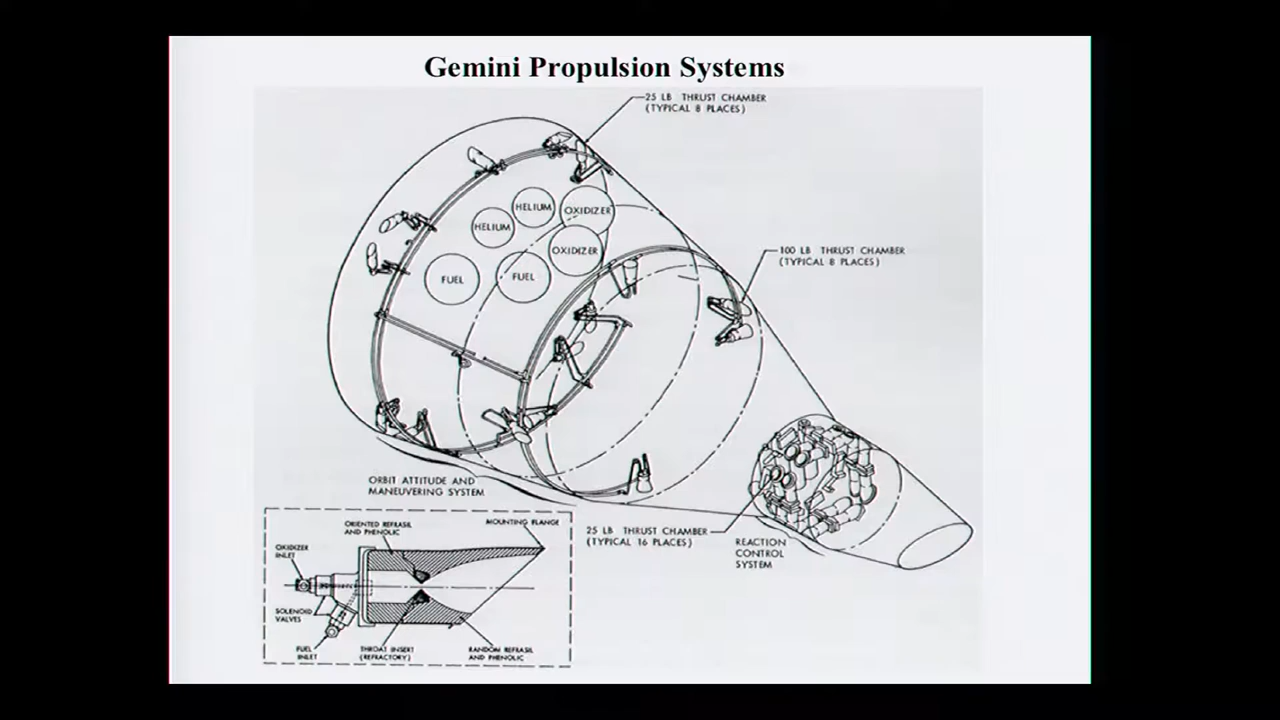 Gemini Propulsion Systems
25 LB THRUST CHAMBER
(TYPICAL 8 PLACES)
HELIUM
OXIDIZER
HELIUM
OXIDIZER
FUEL
FUEL
100 LB THRUST CHAMBER
(TYPICAL 8 PLACES)
ORBIT ATTITUDE AND
MANEUVERING SYSTEM
25 LB THRUST CHAMBER
(TYPICAL 16 PLACES)
REACTION
CONTROL
SYSTEM
ORIENTED REFRASIL
AND PHENOLIC
MOUNTING FLANGE
OXIDIZER
INLET
SOLENOID
VALVES
FUEL
INLET
THROAT INSERT
(REFRACTORY)
RANDOM REFRASIL
AND PHENOLIC